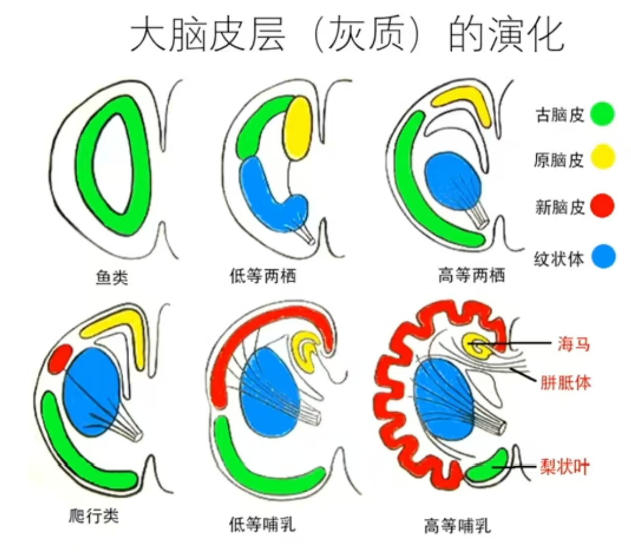 大脑皮层（灰质）的演化
古脑皮
原脑皮
新脑皮
纹状体
鱼类
低等两栖
高等两栖
海马
胼胝体
梨状叶
爬行类
低等哺乳
高等哺乳